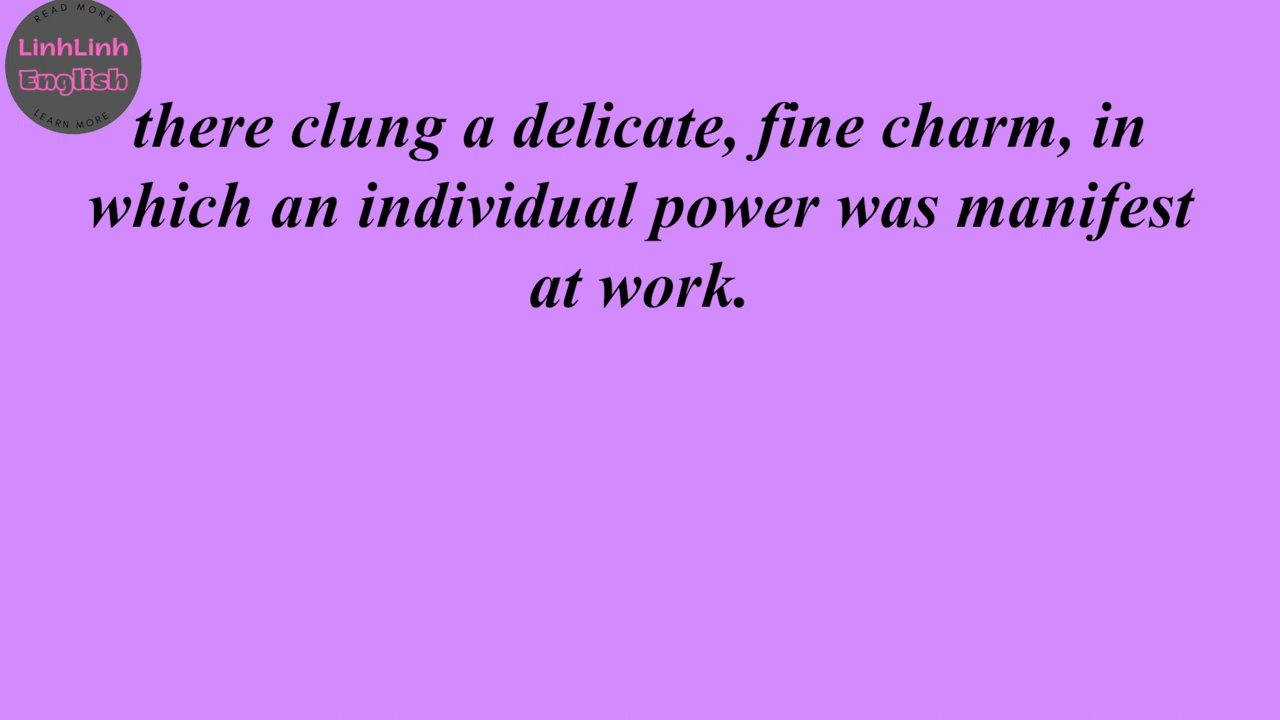 READ MORE
LinhLinh
English
LEARN MORE
there clung a delicate, fine charm, in
which an individual power was manifest
at work.